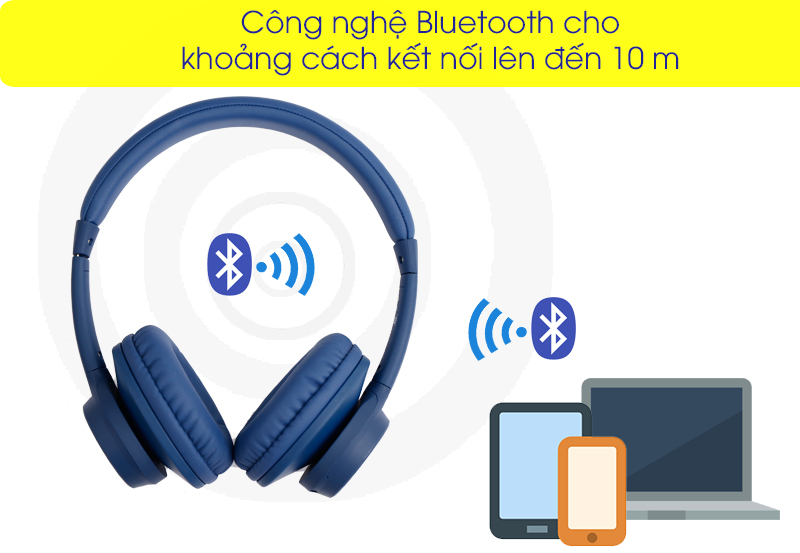 Công nghệ Bluetooth cho
khoảng cách kết nối lên đến 10 m